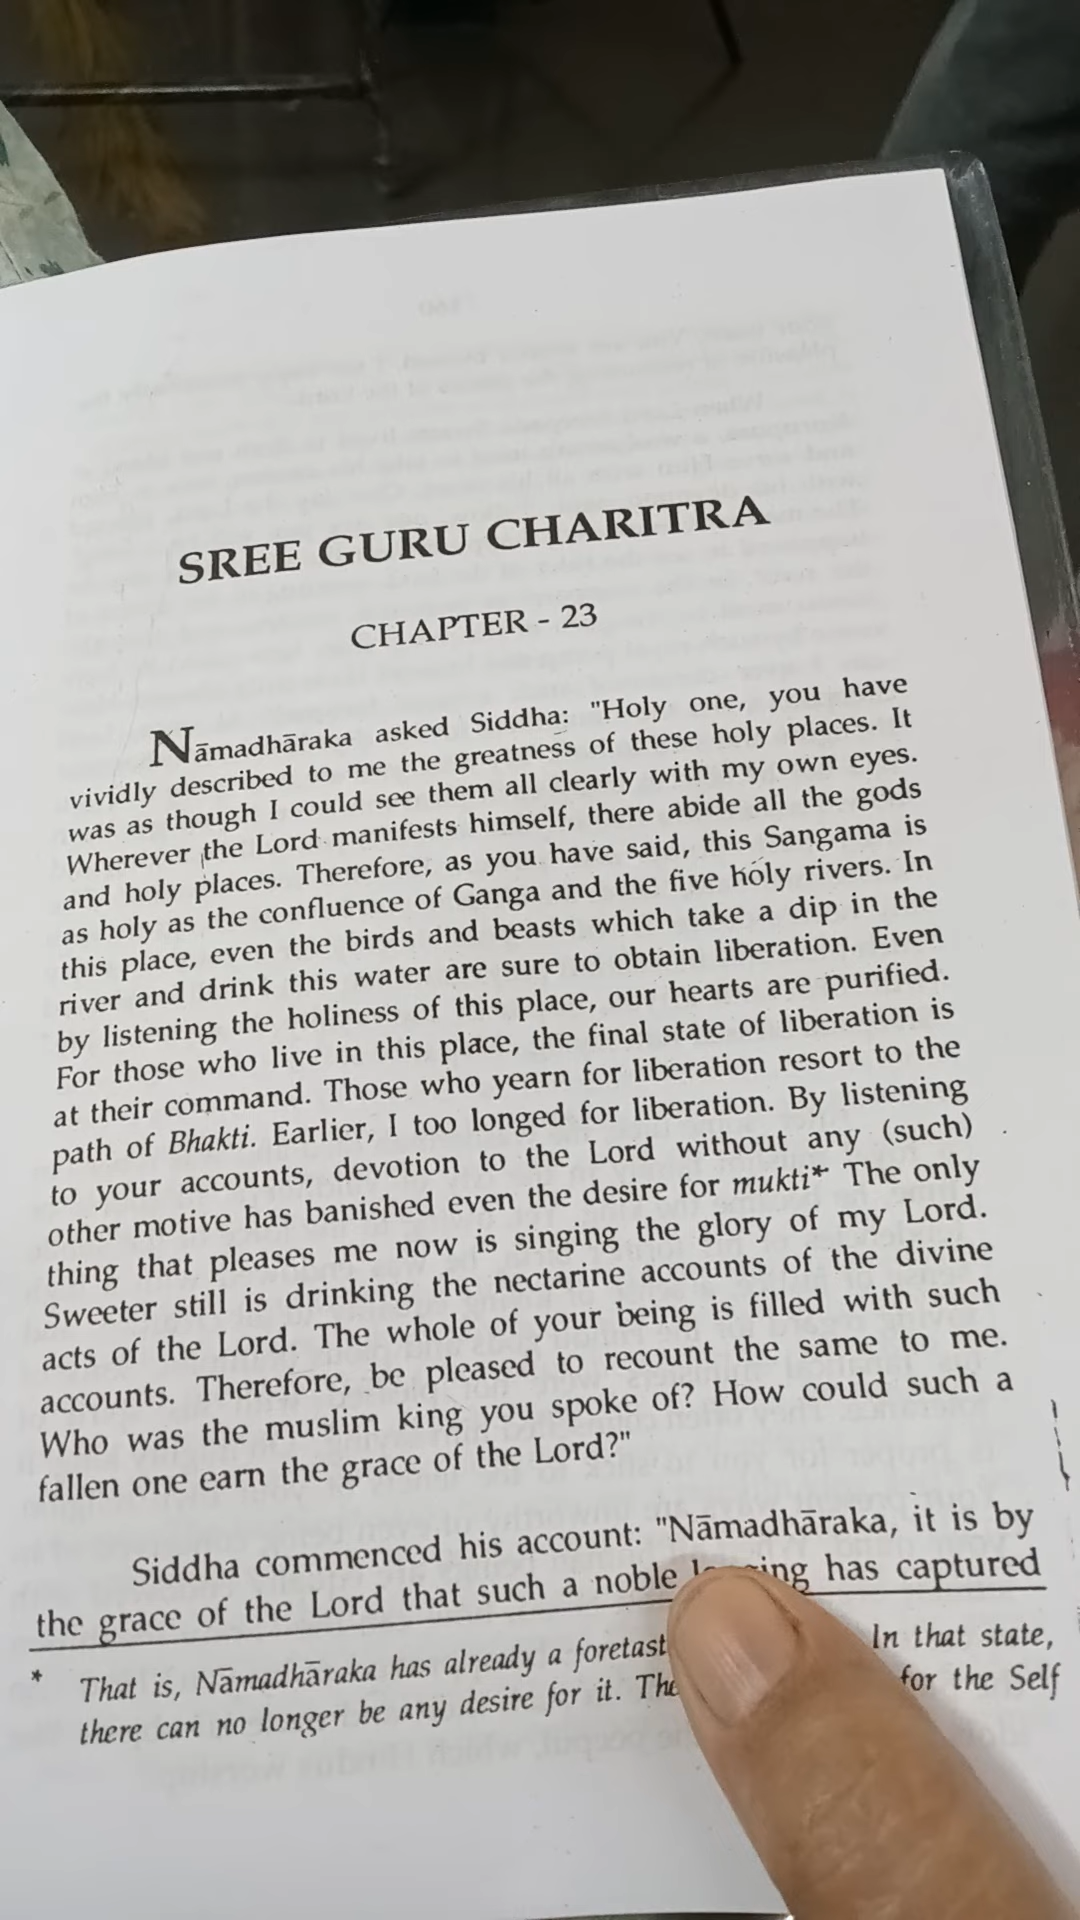 SREE GURU CHARITRA
CHAPTER - 23
Nāmadhāraka asked Siddha: "Holy one, you have
vividly described to me the greatness of these holy places. It
was as though I could see them all clearly with my own eyes.
Wherever the Lord manifests himself, there abide all the gods
and holy places. Therefore, as you have said, this Sangama is
as holy as the confluence of Ganga and the five holy rivers. In
this place, even the birds and beasts which take a dip in the
river and drink this water are sure to obtain liberation. Even
by listening the holiness of this place, our hearts are purified.
For those who live in this place, the final state of liberation is
at their command. Those who yearn for liberation resort to the
path of Bhakti. Earlier, I too longed for liberation. By listening
to your accounts, devotion to the Lord without any (such)
other motive has banished even the desire for mukti* The only
thing that pleases me now is singing the glory of my Lord.
Sweeter still is drinking the nectarine accounts of the divine
acts of the Lord. The whole of your being is filled with such
accounts. Therefore, be pleased to recount the same to me.
Who was the muslim king you spoke of? How could such a
fallen one earn the grace of the Lord?"
Siddha commenced his account: "Nāmadhāraka, it is by
the grace of the Lord that such a noble has captured
* That is, Nāmadhāraka has already a In that state,
there can no longer be any desire for it. for the Self